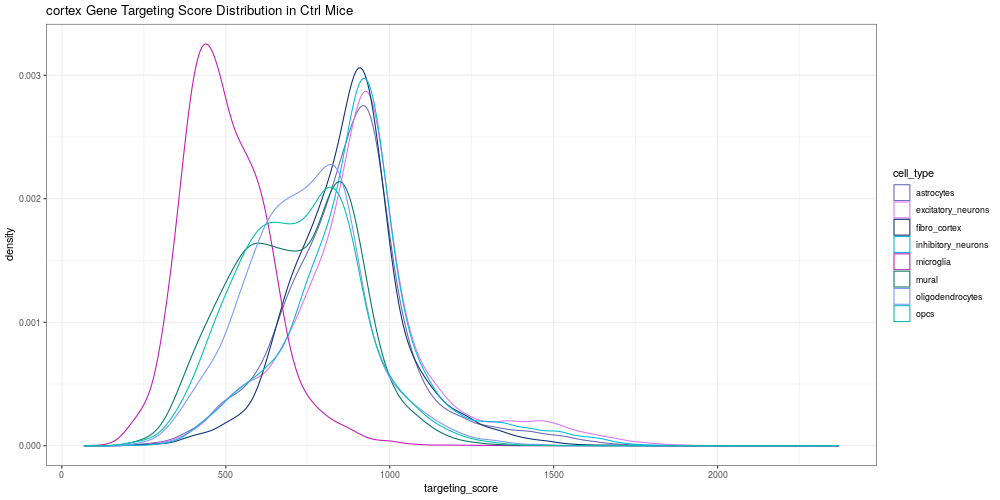 cortex Gene Targeting Score Distribution in Ctrl Mice
0.003
0.002
0.001
0.000
density
0
500
1000
1500
2000
targeting_score
cell_type
astrocytes
excitatory_neurons
fibro_cortex
inhibitory_neurons
microglia
mural
oligodendrocytes
opcs